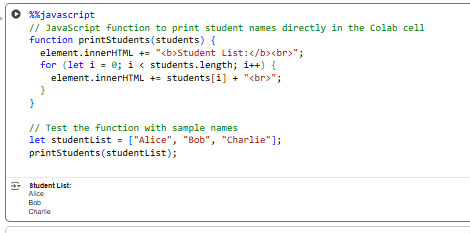 %%javascript
// JavaScript function to print student names directly in the Colab cell
function printStudents(students) {
  element.innerHTML += "<b>Student List:</b><br>";
  for (let i = 0; i < students.length; i++) {
    element.innerHTML += students[i] + "<br>";
  }
}

// Test the function with sample names
let studentList = ["Alice", "Bob", "Charlie"];
printStudents(studentList);
Student List:
Alice
Bob
Charlie